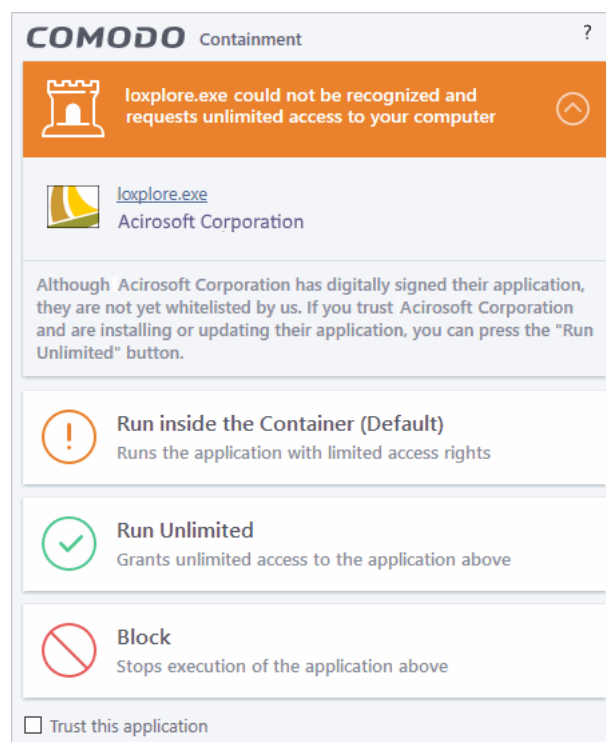 COMODO Containment ?
loxplore.exe could not be recognized and
requests unlimited access to your computer
loxplore.exe
Acirosoft Corporation
Although Acirosoft Corporation has digitally signed their application,
they are not yet whitelisted by us. If you trust Acirosoft Corporation
and are installing or updating their application, you can press the "Run
Unlimited" button.
Run inside the Container (Default)
Runs the application with limited access rights
Run Unlimited
Grants unlimited access to the application above
Block
Stops execution of the application above
Trust this application